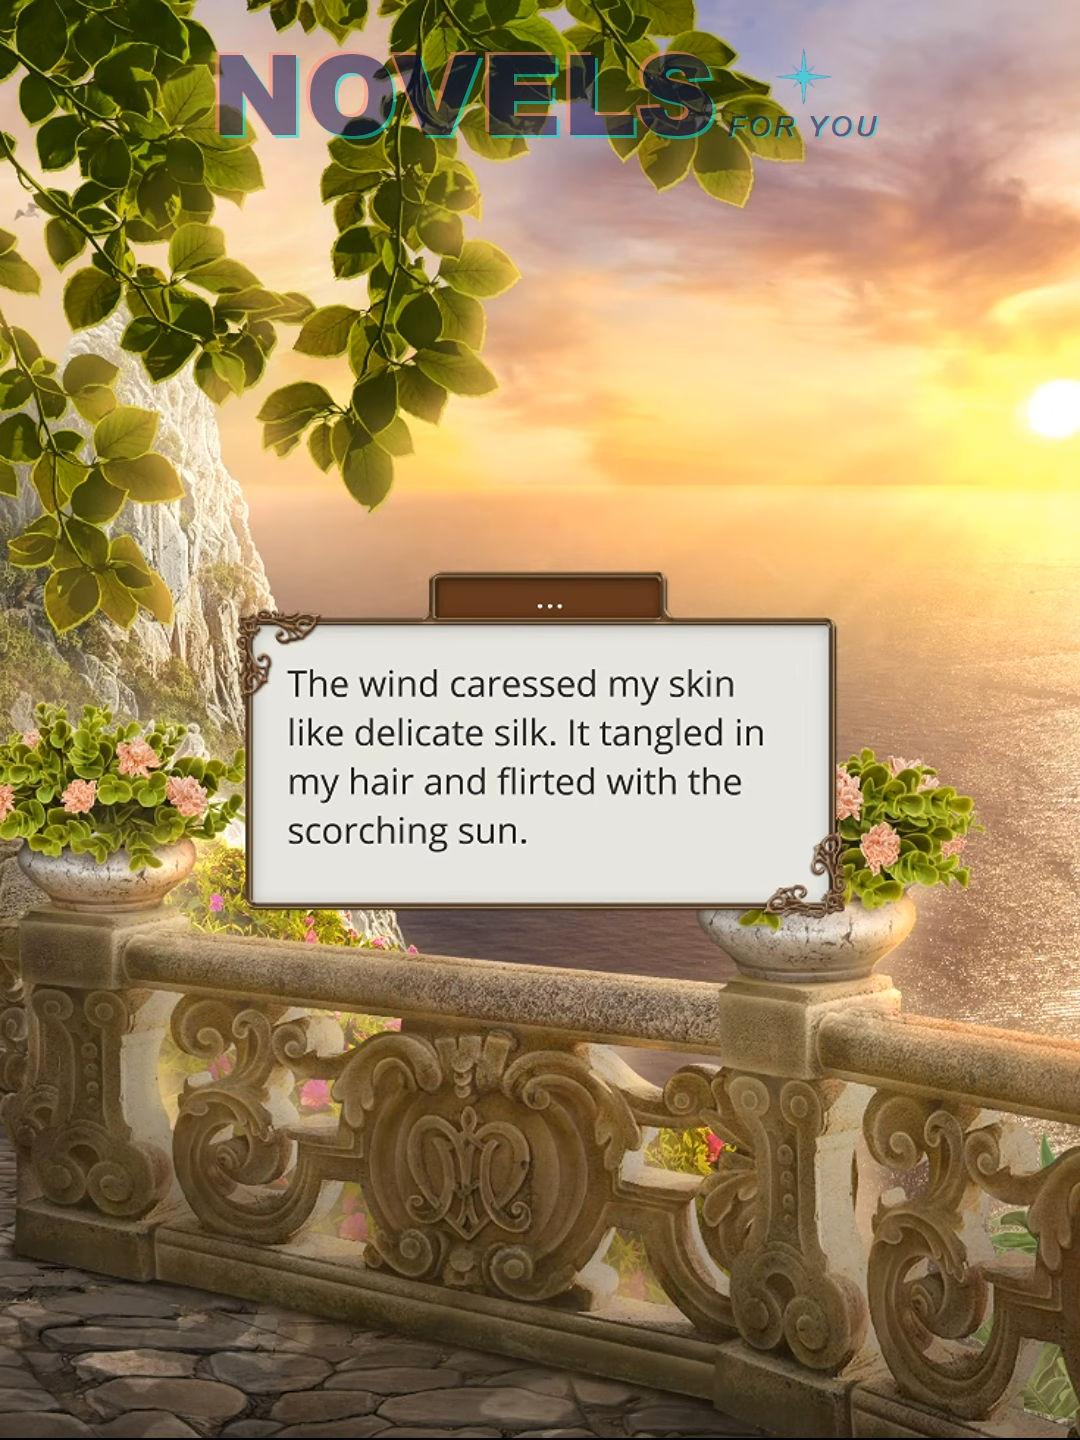 NOVELS FOR YOU
...
The wind caressed my skin
like delicate silk. It tangled in
my hair and flirted with the
scorching sun.